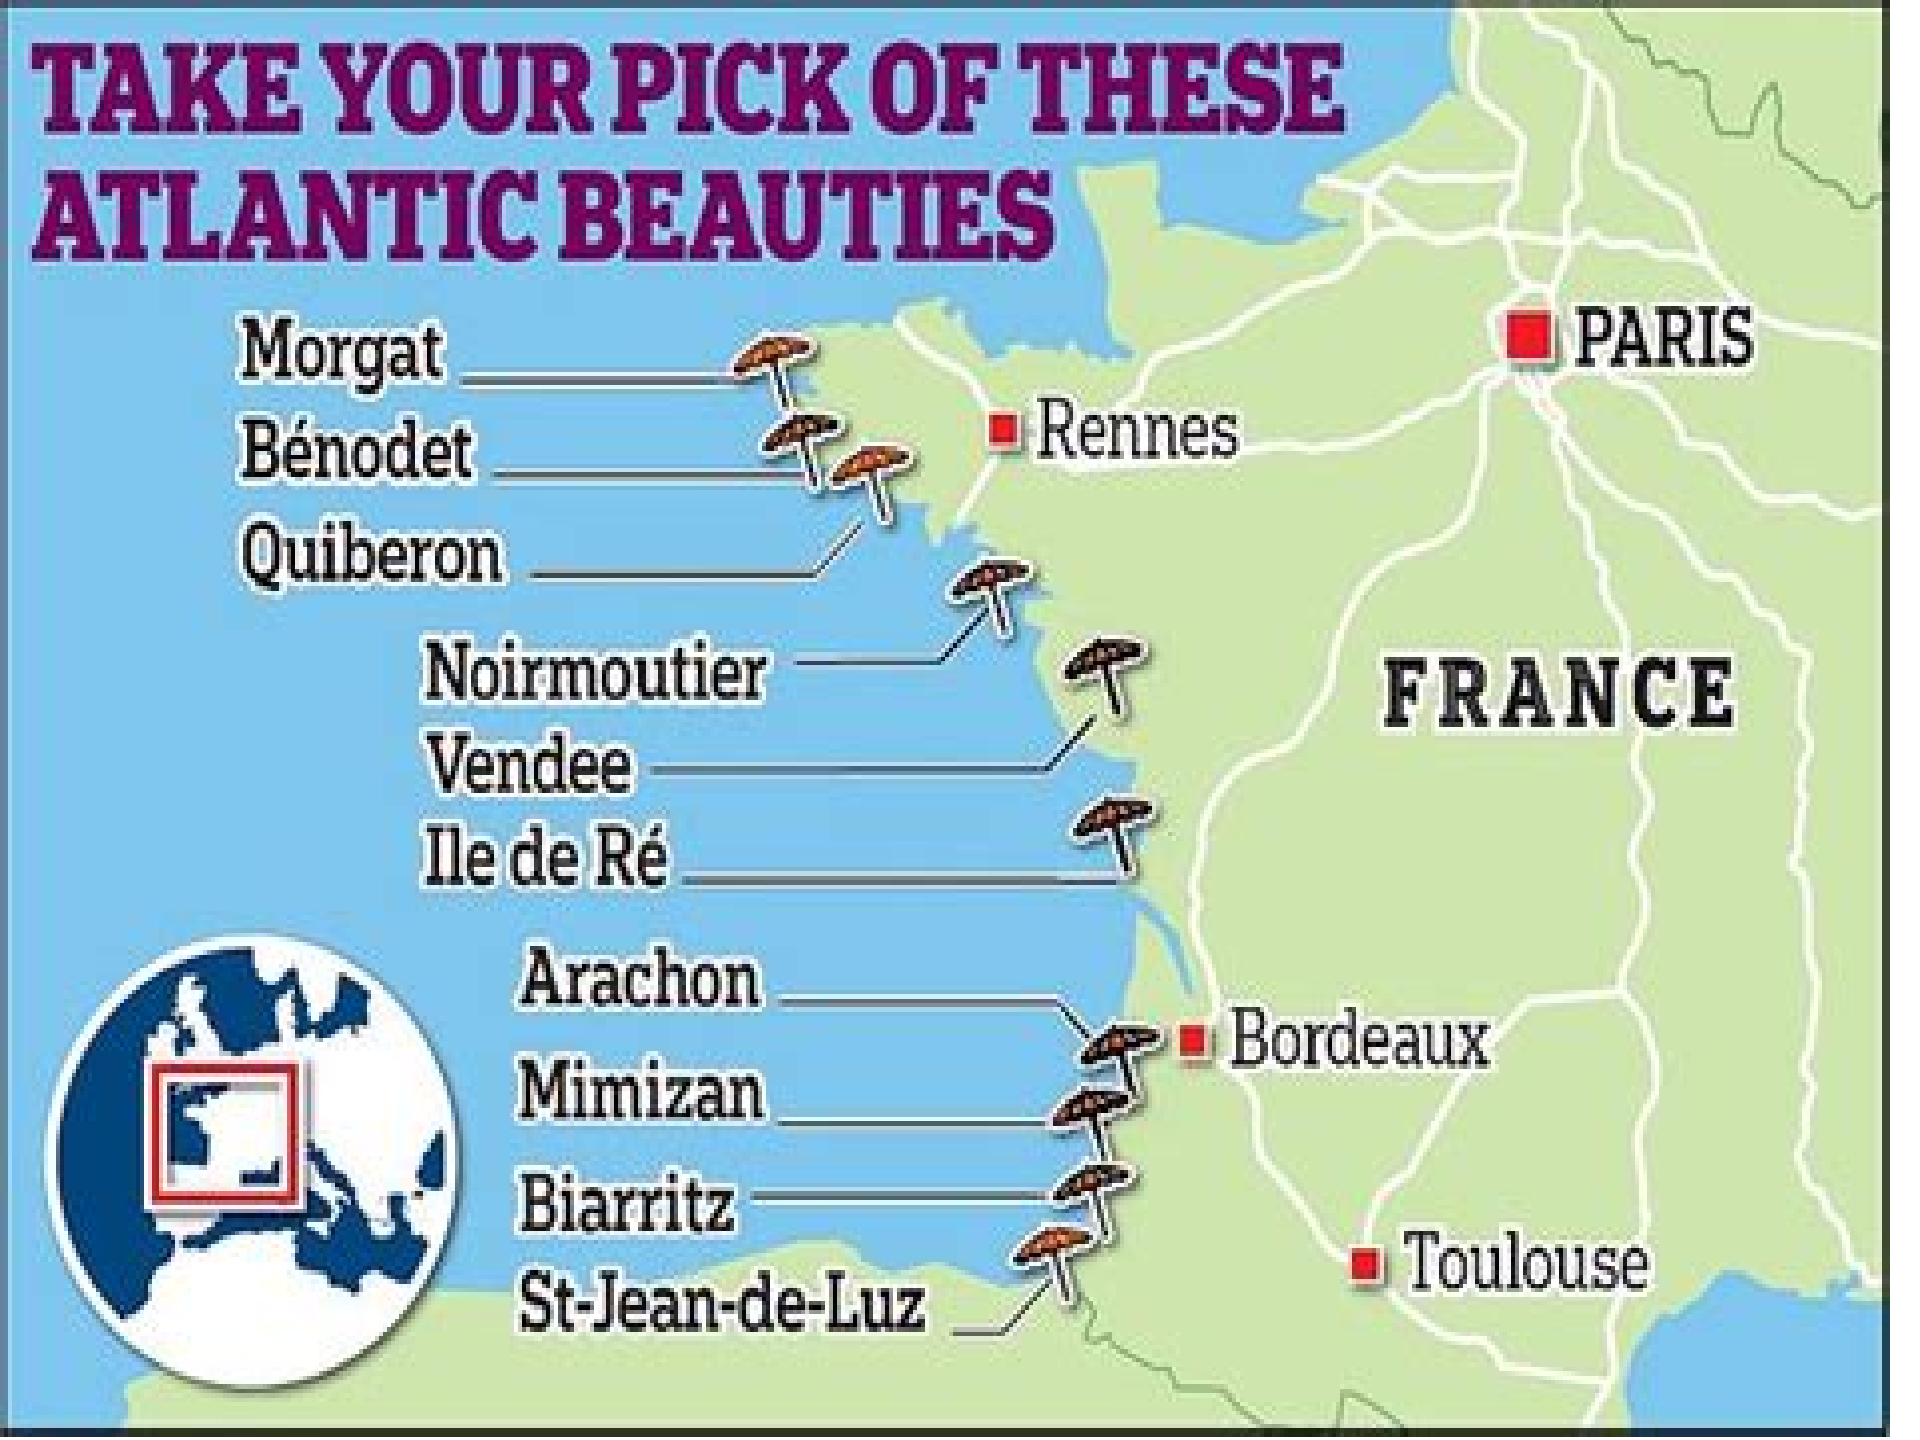 TAKE YOUR PICK OF THESE
ATLANTIC BEAUTIES
Morgat
PARIS
Rennes
Bénodet
Quiberon
Noirmoutier
FRANCE
Vendee
Ile de Ré
Arachon
Bordeaux
Mimizan
Biarritz
Toulouse
St-Jean-de-Luz